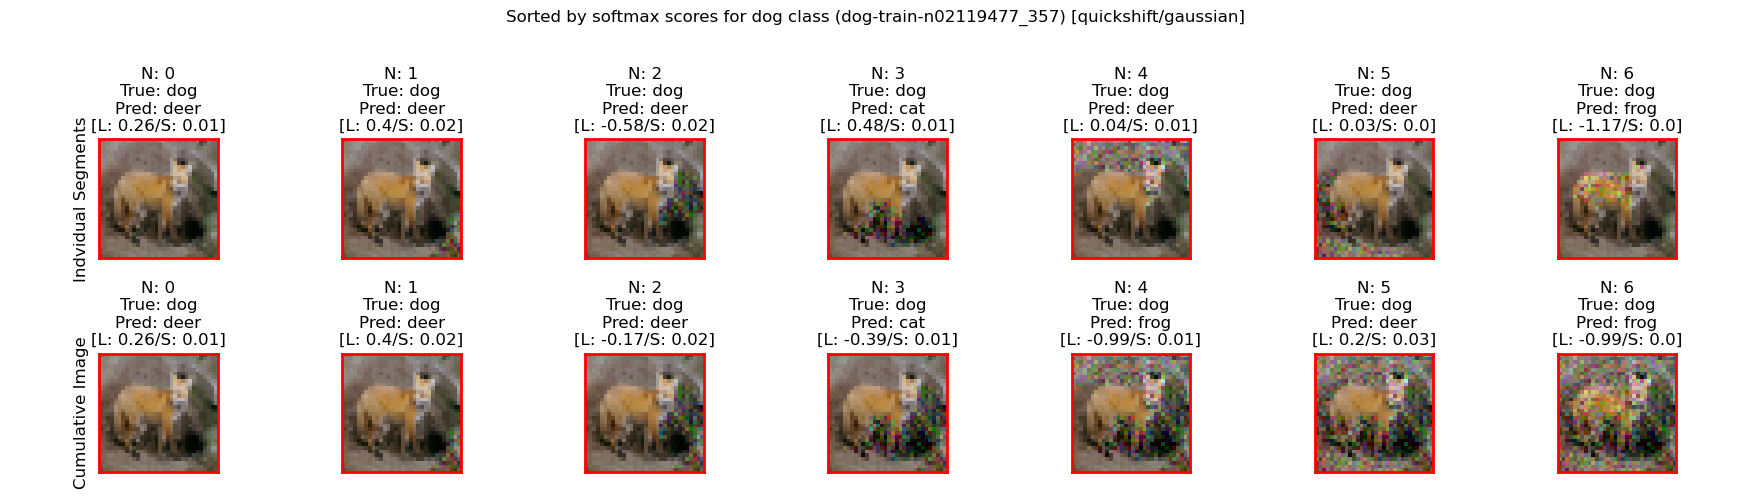 Sorted by softmax scores for dog class (dog-train-n02119477_357) [quickshift/gaussian]
Indvidual Segments
N: 0
True: dog
Pred: deer
[L: 0.26/S: 0.01]
N: 1
True: dog
Pred: deer
[L: 0.4/S: 0.02]
N: 2
True: dog
Pred: deer
[L: -0.58/S: 0.02]
N: 3
True: dog
Pred: cat
[L: 0.48/S: 0.01]
N: 4
True: dog
Pred: deer
[L: 0.04/S: 0.01]
N: 5
True: dog
Pred: deer
[L: 0.03/S: 0.0]
N: 6
True: dog
Pred: frog
[L: -1.17/S: 0.0]
Cumulative Image
N: 0
True: dog
Pred: deer
[L: 0.26/S: 0.01]
N: 1
True: dog
Pred: deer
[L: 0.4/S: 0.02]
N: 2
True: dog
Pred: deer
[L: -0.17/S: 0.02]
N: 3
True: dog
Pred: cat
[L: -0.39/S: 0.01]
N: 4
True: dog
Pred: frog
[L: -0.99/S: 0.01]
N: 5
True: dog
Pred: deer
[L: 0.2/S: 0.03]
N: 6
True: dog
Pred: frog
[L: -0.99/S: 0.0]